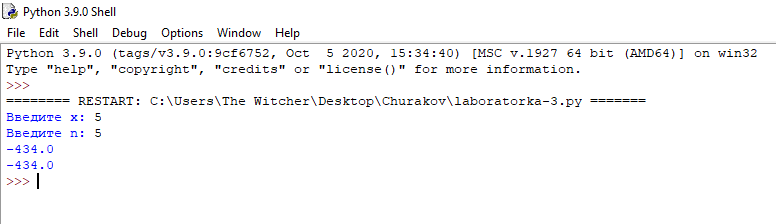 Python 3.9.0 Shell
File Edit Shell Debug Options Window Help
Python 3.9.0 (tags/v3.9.0:9cf6752, Oct  5 2020, 15:34:40) [MSC v.1927 64 bit (AMD64)] on win32
Type "help", "copyright", "credits" or "license()" for more information.
>>>
======== RESTART: C:\Users\The Witcher\Desktop\Churakov\laboratorka-3.py =======
Введите x: 5
Введите n: 5
-434.0
-434.0
>>>